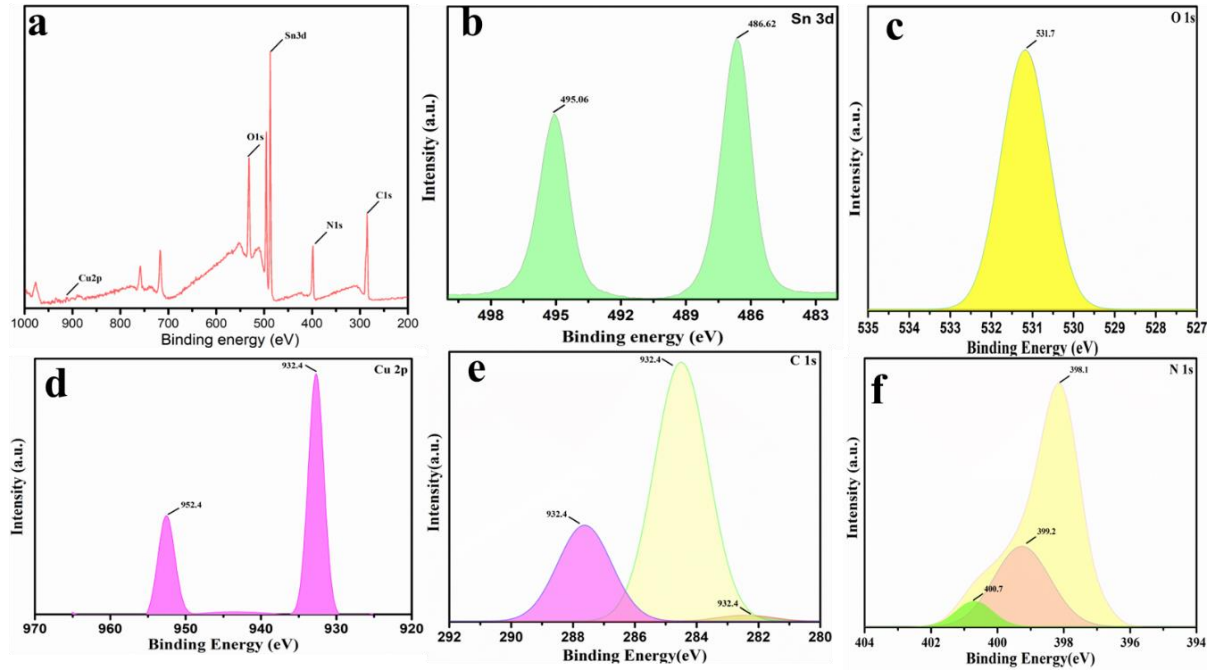 a
Sn3d
O1s
N1s
C1s
Cu2p
1000 900 800 700 600 500 400 300 200
Binding energy (eV)
b
Sn 3d
486.62
495.06
Intensity (a.u.)
498 495 492 489 486 483
Binding energy (eV)
c
O 1s
531.7
Intensity (a.u.)
535 534 533 532 531 530 529 528 527
Binding Energy (eV)
d
Cu 2p
932.4
952.4
Intensity (a.u.)
970 960 950 940 930 920
Binding Energy (eV)
e
C 1s
932.4
932.4
932.4
Intensity(a.u.)
292 290 288 286 284 282 280
Binding Energy(eV)
f
N 1s
398.1
399.2
400.7
Intensity (a.u.)
404 402 400 398 396 394
Binding Energy(eV)